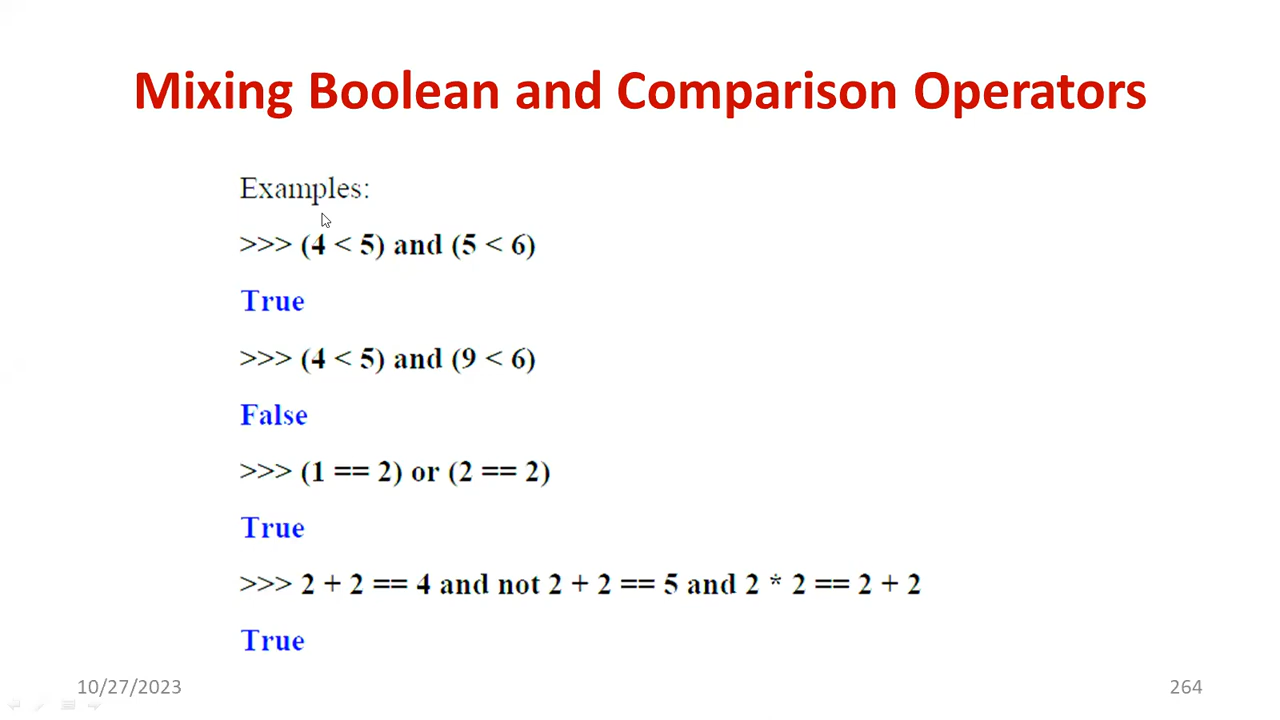 Mixing Boolean and Comparison Operators
Examples:
>>> (4 < 5) and (5 < 6)
True
>>> (4 < 5) and (9 < 6)
False
>>> (1 == 2) or (2 == 2)
True
>>> 2 + 2 == 4 and not 2 + 2 == 5 and 2 * 2 == 2 + 2
True
10/27/2023
264